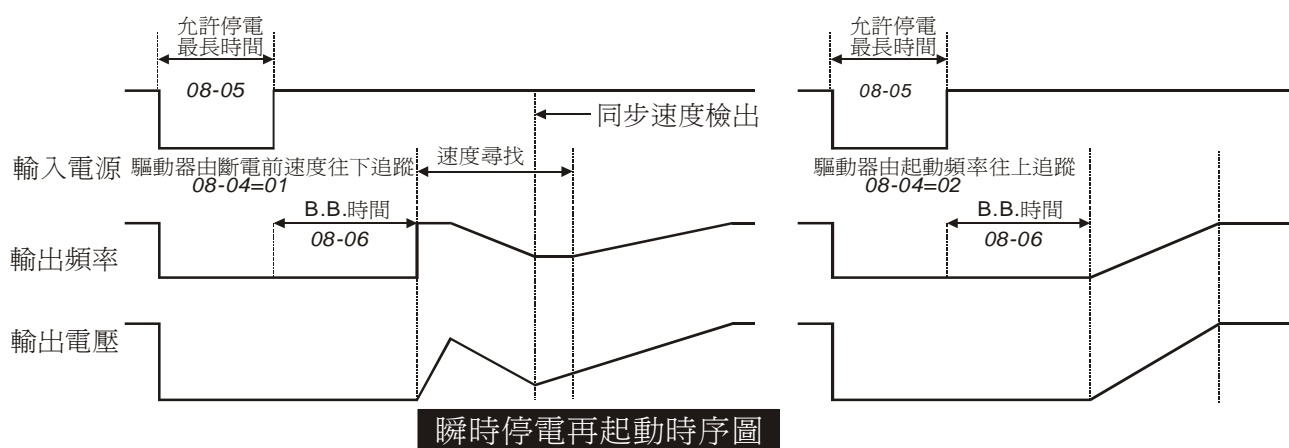 允許停電
最長時間
08-05
同步速度檢出
輸入電源
驅動器由斷電前速度往下追蹤
08-04=01
速度尋找
B.B.時間
08-06
輸出頻率
輸出電壓
允許停電
最長時間
08-05
驅動器由起動頻率往上追蹤
08-04=02
B.B.時間
08-06
瞬時停電再起動時序圖